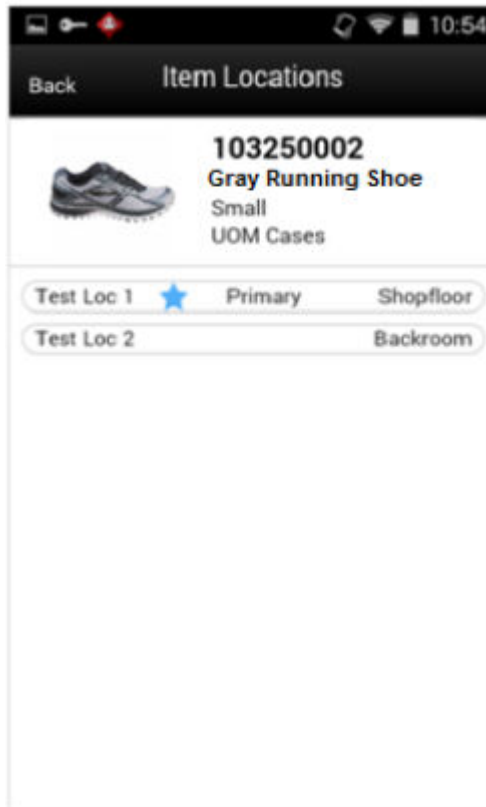 10:54
Back Item Locations
103250002
Gray Running Shoe
Small
UOM Cases
Test Loc 1 Primary Shopfloor
Test Loc 2 Backroom